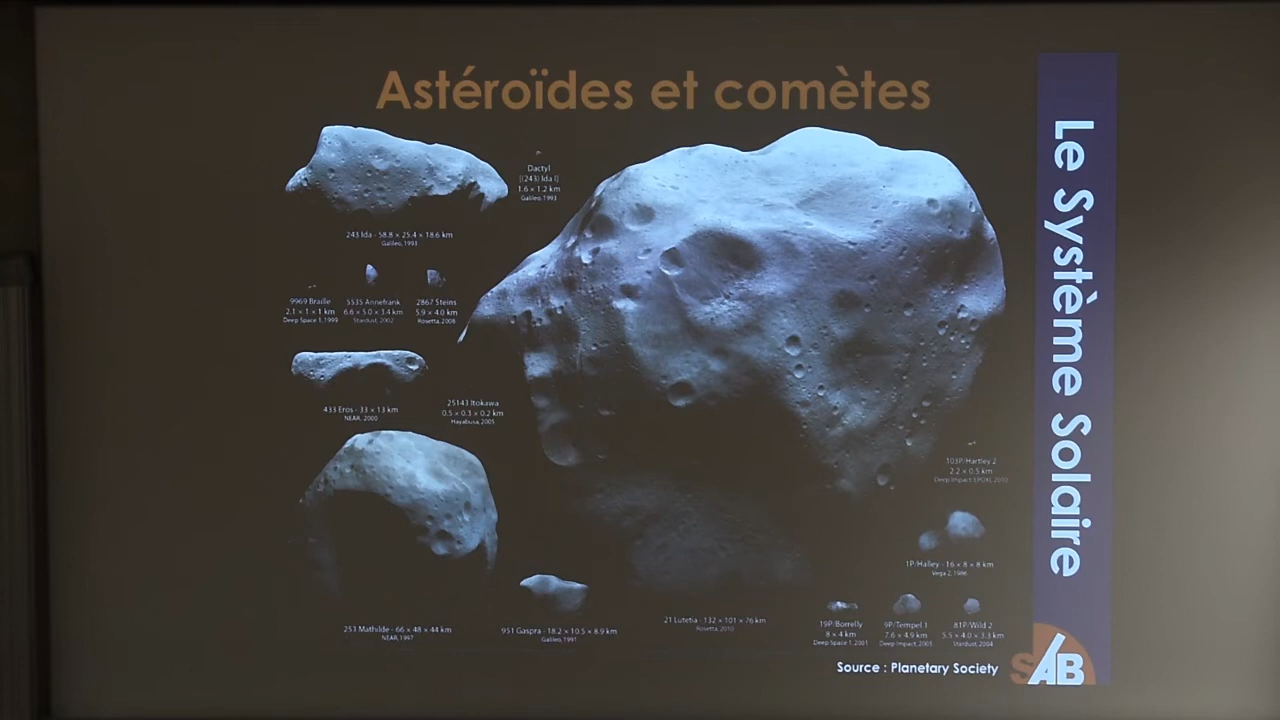 Astéroïdes et comètes
Le Système Solaire
Dactyl
[(243) Ida I]
1.6 × 1.2 km
Galileo, 1993
243 Ida - 58.8 × 25.4 × 18.6 km
Galileo, 1993
9969 Braille
2.1 × 1 × 1 km
Deep Space 1, 1999
5535 Annefrank
6.6 × 5.0 × 3.4 km
Stardust, 2002
2867 Steins
5.9 × 4.0 km
Rosetta, 2008
433 Eros - 33 × 13 km
NEAR, 2000
25143 Itokawa
0.5 × 0.3 × 0.2 km
Hayabusa, 2005
103P/Hartley 2
2.2 × 0.5 km
Deep Impact EPOXI, 2010
1P/Halley - 16 × 8 × 8 km
Vega 2, 1986
253 Mathilde - 66 × 48 × 44 km
NEAR, 1997
951 Gaspra - 18.2 × 10.5 × 8.9 km
Galileo, 1991
21 Lutetia - 132 × 101 × 76 km
Rosetta, 2010
19P/Borrelly
8 × 4 km
Deep Space 1, 2001
9P/Tempel 1
7.6 × 4.9 km
Deep Impact, 2005
81P/Wild 2
5.5 × 4.0 × 3.3 km
Stardust, 2004
Source : Planetary Society
SAB